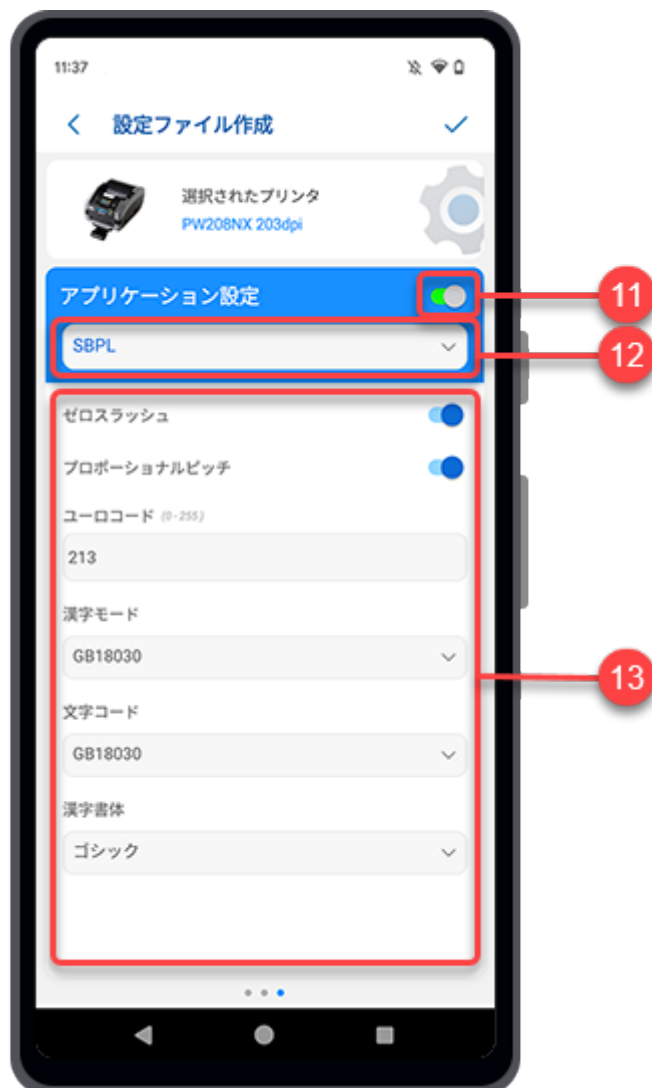 11:37
設定ファイル作成
選択されたプリンタ
PW208NX 203dpi
アプリケーション設定
11
SBPL
12
ゼロスラッシュ
プロポーショナルピッチ
ユーロコード (0-255)
213
漢字モード
GB18030
13
文字コード
GB18030
漢字書体
ゴシック